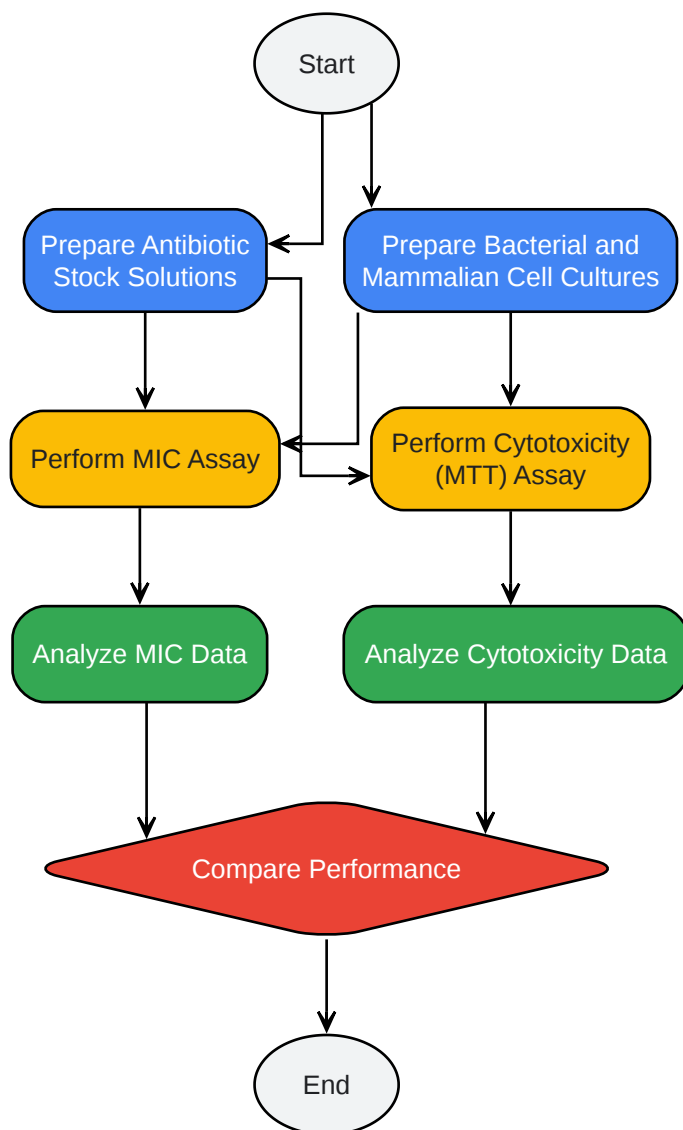 Start
Prepare Antibiotic
Stock Solutions
Prepare Bacterial and
Mammalian Cell Cultures
Perform MIC Assay
Perform Cytotoxicity
(MTT) Assay
Analyze MIC Data
Analyze Cytotoxicity Data
Compare Performance
End